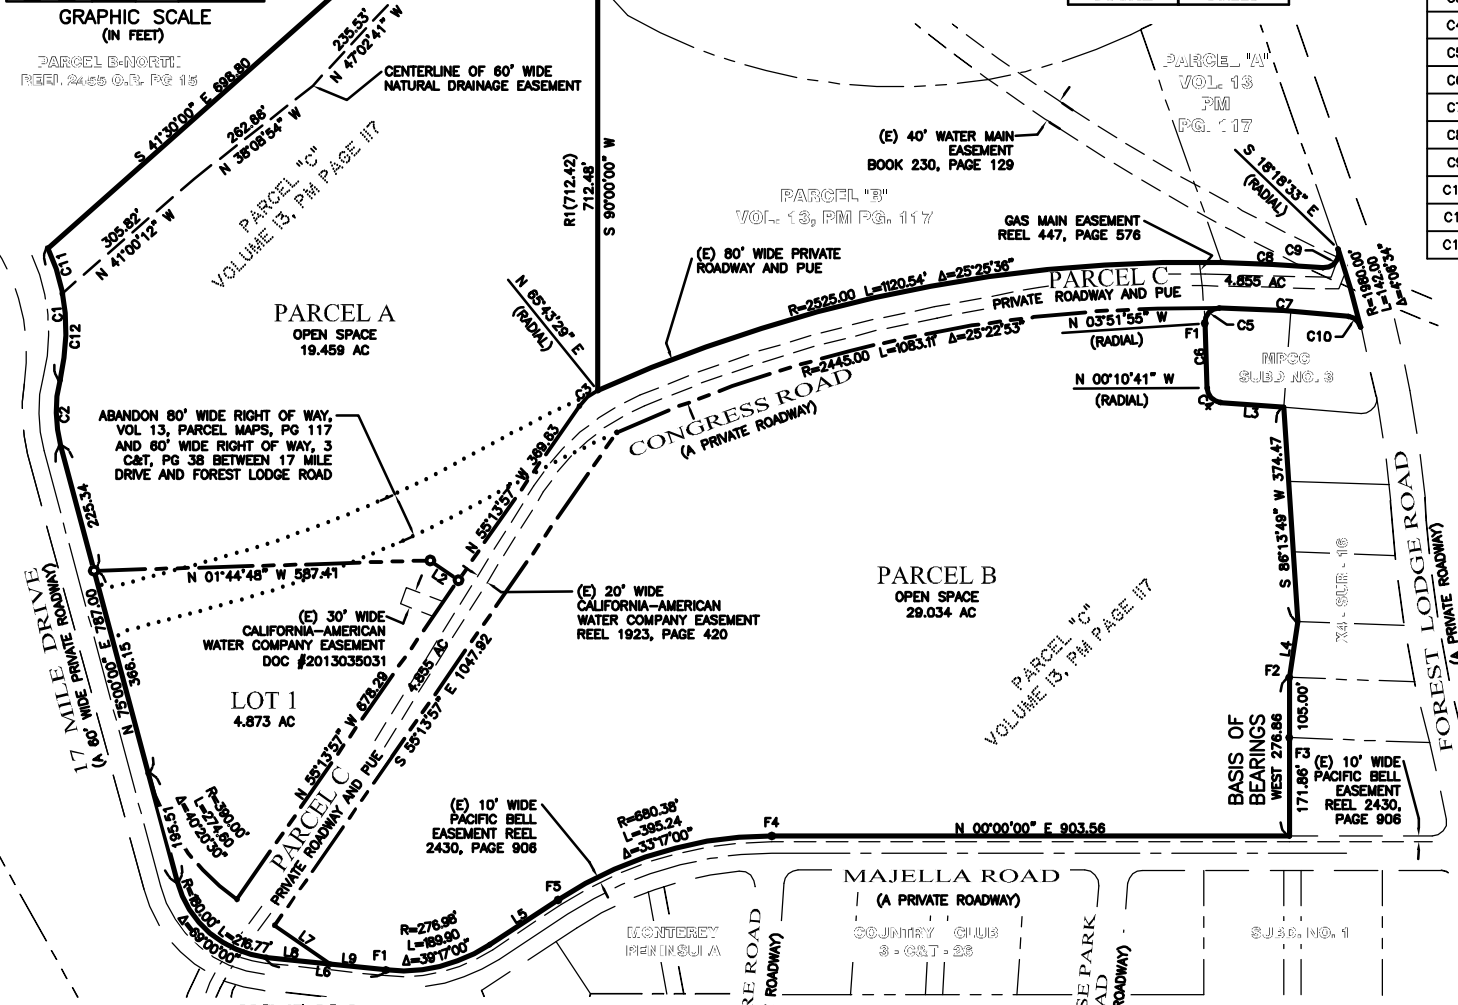 GRAPHIC SCALE
(IN FEET)
PARCEL B-NORTH
REEL 2455 O.R. PG 15
S 41°30'00" E 698.80
235.53'
N 47°02'41" W
262.66'
N 38°08'54" W
305.82'
N 41°00'12" W
CENTERLINE OF 60' WIDE
NATURAL DRAINAGE EASEMENT
PARCEL "C"
VOLUME 13, PM PAGE 117
R1(712.42)
712.48'
S 90°00'00" W
(E) 40' WATER MAIN
EASEMENT
BOOK 230, PAGE 129
PARCEL "A"
VOL. 13
PM
PG. 117
S 18°18'33" E
(RADIAL)
PARCEL "B"
VOL. 13, PM PG. 117
GAS MAIN EASEMENT
REEL 447, PAGE 576
(E) 80' WIDE PRIVATE
ROADWAY AND PUE
C11
C1
C12
C2
PARCEL A
OPEN SPACE
19.459 AC
N 65°43'29" E
(RADIAL)
C3
R=2525.00 L=1120.54' Δ=25°25'36"
PARCEL C
4.855 AC
PRIVATE ROADWAY AND PUE
C8
C9
R=1980.00'
L=142.00'
Δ=4°06'34"
N 03°51'55" W
(RADIAL)
F1
C5
C7
C10
C6
R=2445.00 L=1083.11' Δ=25°22'53"
CONGRESS ROAD
(A PRIVATE ROADWAY)
N 00°10'41" W
(RADIAL)
MPCC
SUBD NO. 3
L3
ABANDON 80' WIDE RIGHT OF WAY,
VOL 13, PARCEL MAPS, PG 117
AND 60' WIDE RIGHT OF WAY, 3
C&T, PG 38 BETWEEN 17 MILE
DRIVE AND FOREST LODGE ROAD
225.34
N 55°13'57" W 369.63
S 86°13'49" W 374.47
FOREST LODGE ROAD
(A PRIVATE ROADWAY)
N 01°44'48" W 587.41
L2
17 MILE DRIVE
(A 60' WIDE PRIVATE ROADWAY)
N 75°00'00" E 787.00
366.15
(E) 30' WIDE
CALIFORNIA-AMERICAN
WATER COMPANY EASEMENT
DOC #2013035031
(E) 20' WIDE
CALIFORNIA-AMERICAN
WATER COMPANY EASEMENT
REEL 1923, PAGE 420
PARCEL B
OPEN SPACE
29.034 AC
PARCEL "C"
VOLUME 13, PM PAGE 117
X4 - SUR - 16
L4
F2
LOT 1
4.873 AC
N 55°13'57" W 678.29
4.855 AC
S 55°13'57" E 1047.92
PARCEL C
PRIVATE ROADWAY AND PUE
BASIS OF
BEARINGS
WEST 276.86
105.00'
F3
171.86'
(E) 10' WIDE
PACIFIC BELL
EASEMENT
REEL 2430,
PAGE 906
R=390.00'
L=274.60
Δ=40°20'30"
195.51
(E) 10' WIDE
PACIFIC BELL
EASEMENT REEL
2430, PAGE 906
R=680.38'
L=395.24
Δ=33°17'00"
F4
N 00°00'00" E 903.56
MAJELLA ROAD
(A PRIVATE ROADWAY)
R=180.00' L=216.77'
Δ=69°00'00"
L7
L8
L6
L9
F1
R=276.98'
L=189.90
Δ=39°17'00"
L5
F5
MONTEREY
PENINSULA
COUNTRY CLUB
3 - C&T - 26
SUBD. NO. 1
RE ROAD
ROADWAY)
SE PARK
AD
ROADWAY)